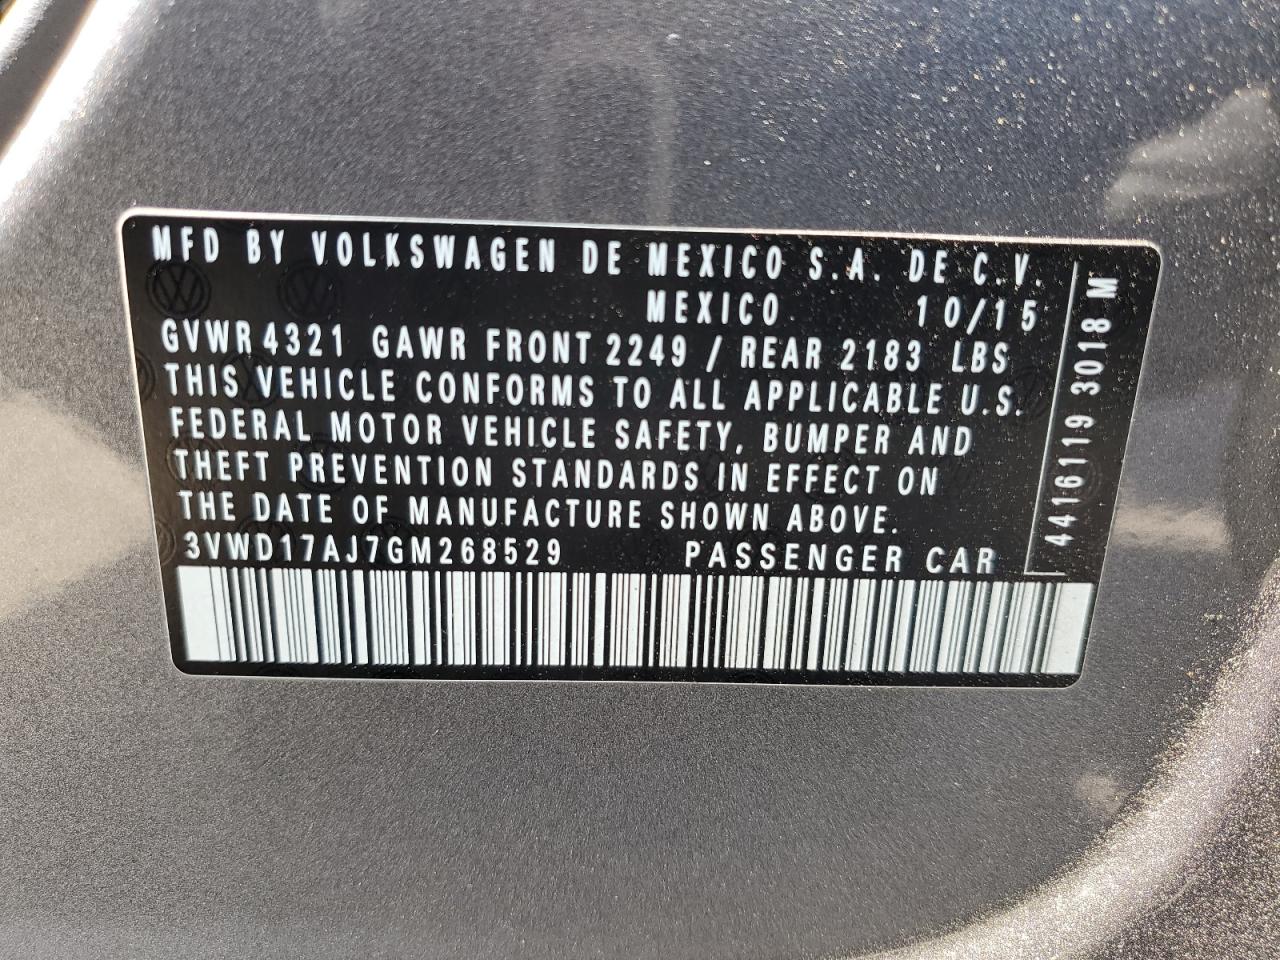 MFD BY VOLKSWAGEN DE MEXICO S.A. DE C.V.
MEXICO 10/15
GVWR 4321 GAWR FRONT 2249 / REAR 2183 LBS
THIS VEHICLE CONFORMS TO ALL APPLICABLE U.S.
FEDERAL MOTOR VEHICLE SAFETY, BUMPER AND
THEFT PREVENTION STANDARDS IN EFFECT ON
THE DATE OF MANUFACTURE SHOWN ABOVE.
3VWD17AJ7GM268529 PASSENGER CAR
4416119 3018 M